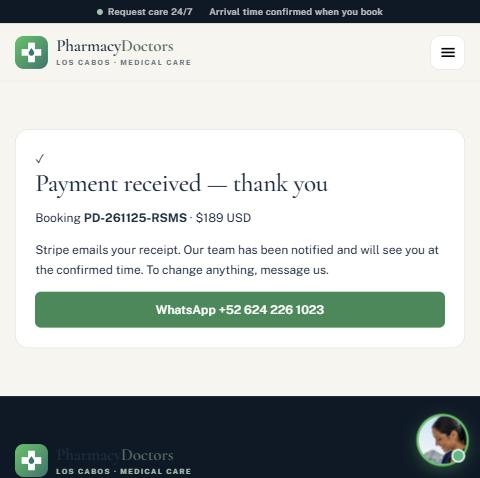 Request care 24/7 Arrival time confirmed when you book
PharmacyDoctors
LOS CABOS · MEDICAL CARE
✓
Payment received — thank you
Booking PD-261125-RSMS · $189 USD
Stripe emails your receipt. Our team has been notified and will see you at
the confirmed time. To change anything, message us.
WhatsApp +52 624 226 1023
PharmacyDoctors
LOS CABOS · MEDICAL CARE